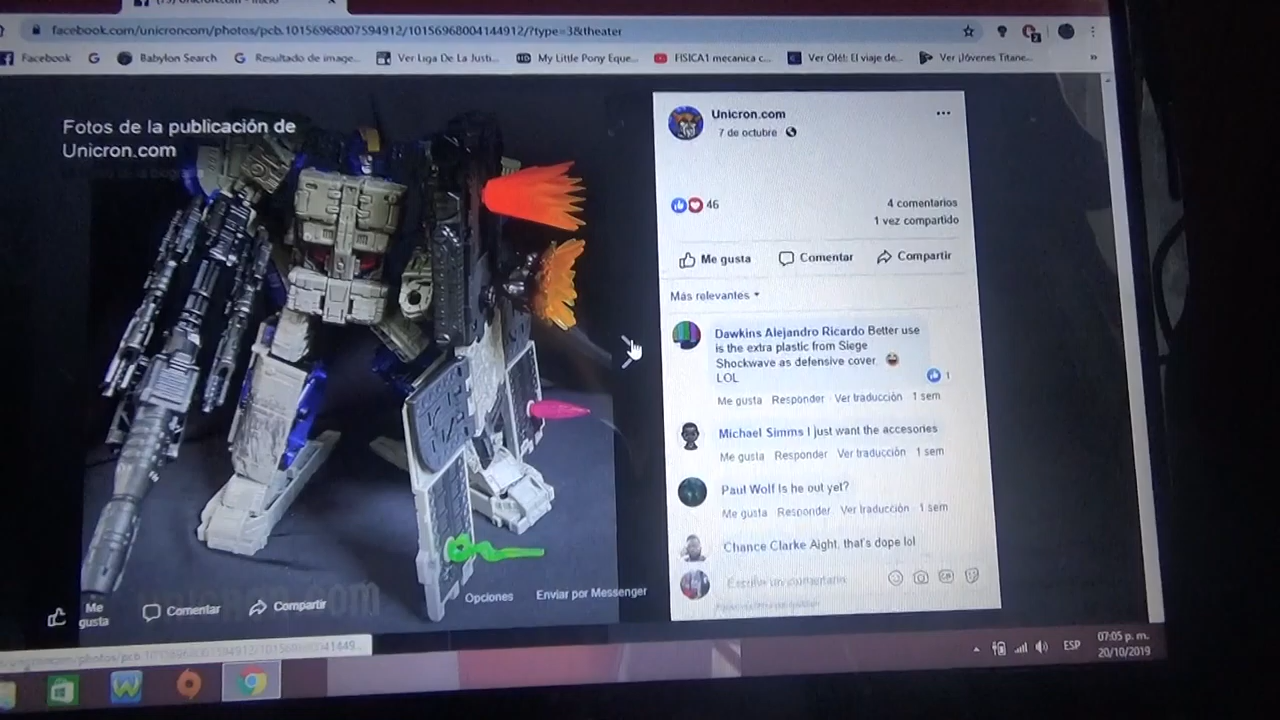 facebook.com/unicroncom/photos/pcb.10156968007594912/10156968004144912/?type=3&theater
Facebook
Babylon Search
Resultado de image...
Ver Liga De La Justi...
My Little Pony Eque...
FISICA1 mecanica c...
Ver Olé!: El viaje de...
Ver ¡Jóvenes Titane...
»
Fotos de la publicación de
Unicron.com
Unicron.com
7 de octubre
46
4 comentarios
1 vez compartido
Me gusta
Comentar
Compartir
Más relevantes
Dawkins Alejandro Ricardo Better use
is the extra plastic from Siege
Shockwave as defensive cover.
LOL
1
Me gusta Responder Ver traducción 1 sem
Michael Simms I just want the accesories
Me gusta Responder Ver traducción 1 sem
Paul Wolf Is he out yet?
Me gusta Responder Ver traducción 1 sem
Chance Clarke Aight, that's dope lol
Escribe un comentario...
Me
gusta
Comentar
Compartir
Opciones
Enviar por Messenger
ESP
07:05 p. m.
20/10/2019